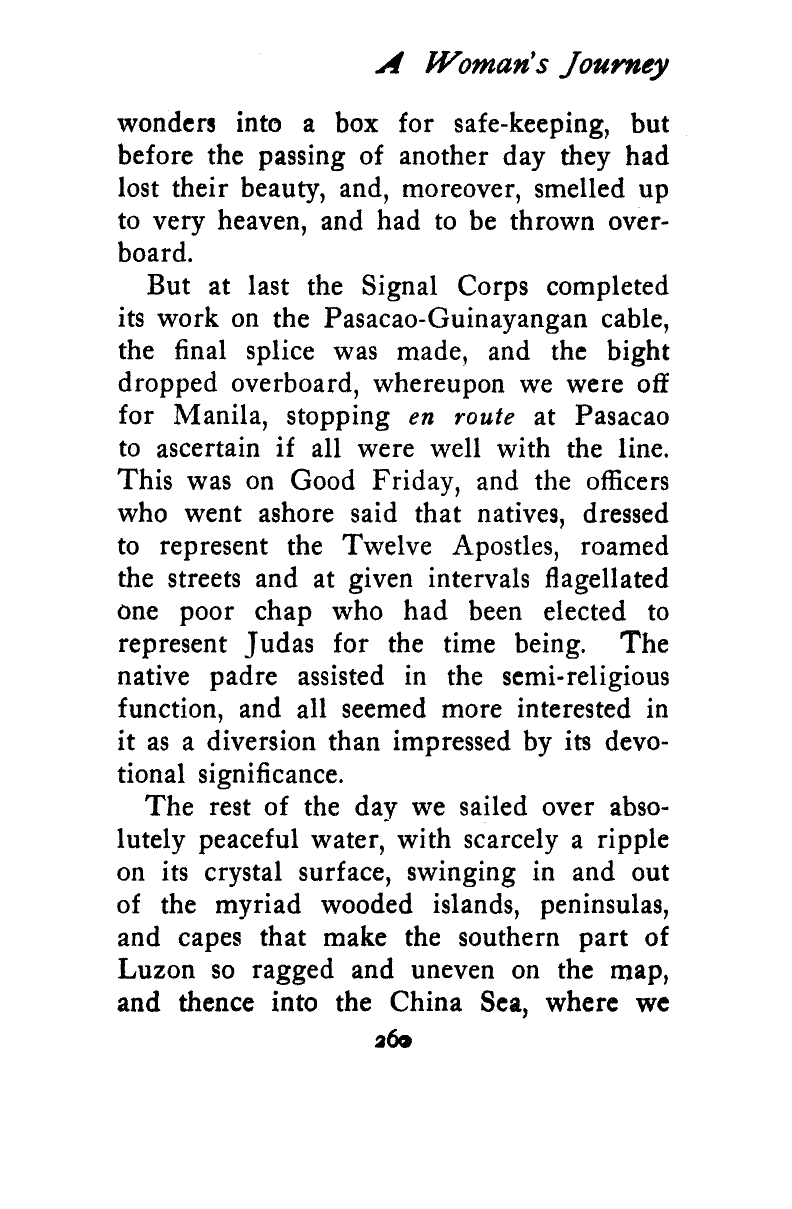 A Woman's Journey
wonders into a box for safe-keeping, but
before the passing of another day they had
lost their beauty, and, moreover, smelled up
to very heaven, and had to be thrown over-
board.
But at last the Signal Corps completed
its work on the Pasacao-Guinayangan cable,
the final splice was made, and the bight
dropped overboard, whereupon we were off
for Manila, stopping en route at Pasacao
to ascertain if all were well with the line.
This was on Good Friday, and the officers
who went ashore said that natives, dressed
to represent the Twelve Apostles, roamed
the streets and at given intervals flagellated
one poor chap who had been elected to
represent Judas for the time being. The
native padre assisted in the semi-religious
function, and all seemed more interested in
it as a diversion than impressed by its devo-
tional significance.
The rest of the day we sailed over abso-
lutely peaceful water, with scarcely a ripple
on its crystal surface, swinging in and out
of the myriad wooded islands, peninsulas,
and capes that make the southern part of
Luzon so ragged and uneven on the map,
and thence into the China Sea, where we
260